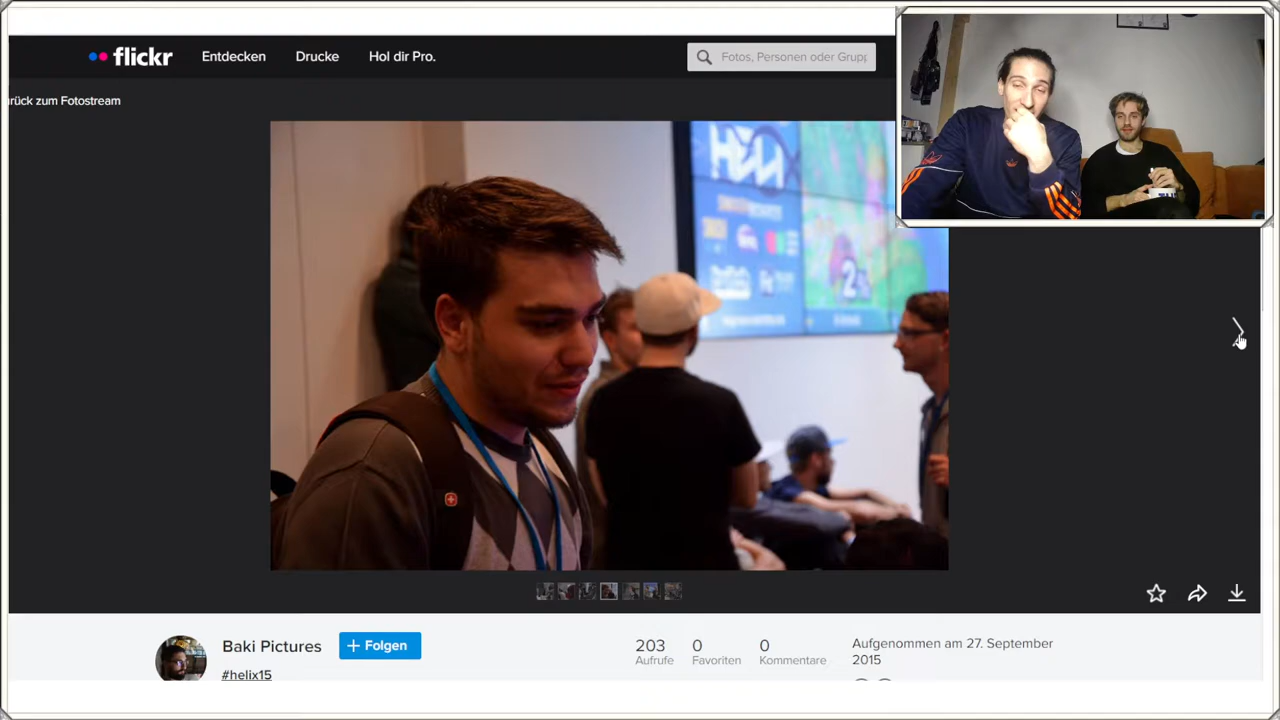 flickr Entdecken Drucke Hol dir Pro. Fotos, Personen oder Grupp
rück zum Fotostream
2
Baki Pictures + Folgen
#helix15
203
Aufrufe
0
Favoriten
0
Kommentare
Aufgenommen am 27. September
2015